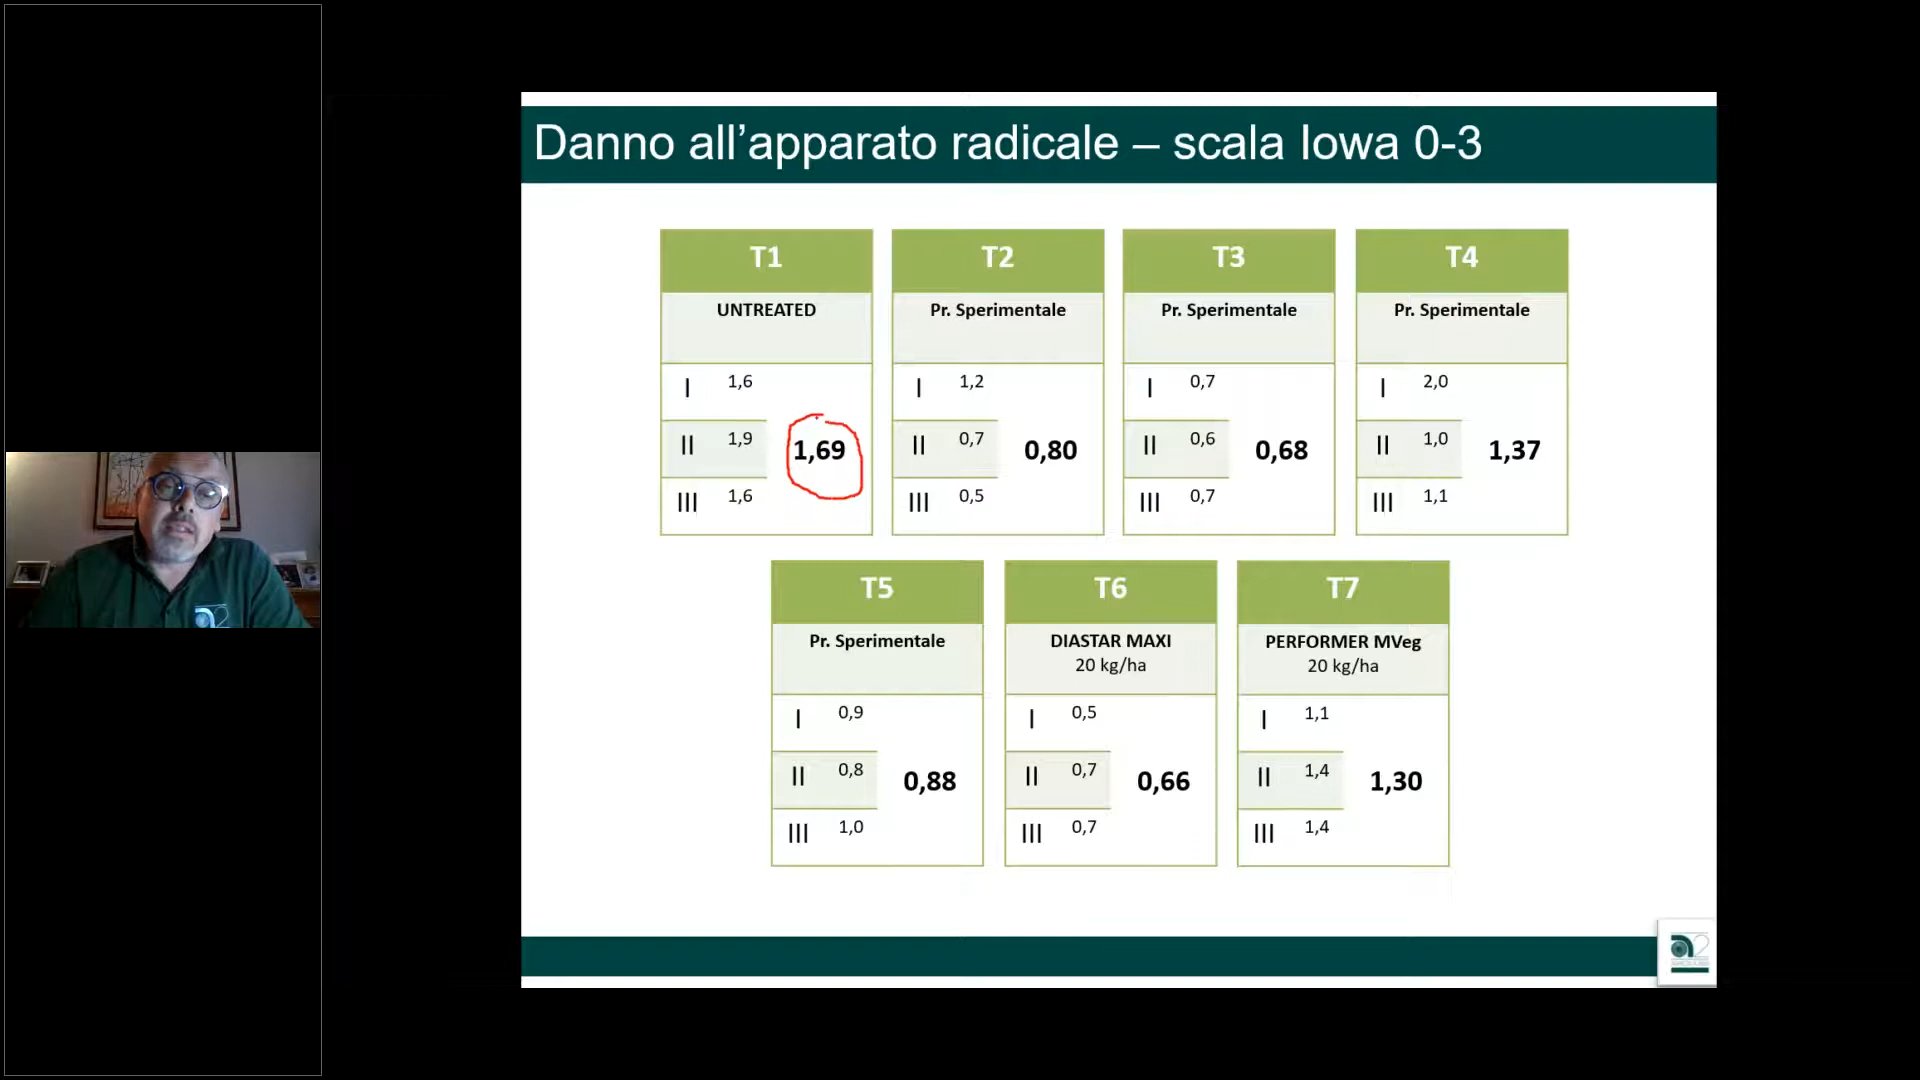 Danno all’apparato radicale – scala Iowa 0-3
T1
UNTREATED
I 1,6
II 1,9
III 1,6
1,69
T2
Pr. Sperimentale
I 1,2
II 0,7
III 0,5
0,80
T3
Pr. Sperimentale
I 0,7
II 0,6
III 0,7
0,68
T4
Pr. Sperimentale
I 2,0
II 1,0
III 1,1
1,37
T5
Pr. Sperimentale
I 0,9
II 0,8
III 1,0
0,88
T6
DIASTAR MAXI
20 kg/ha
I 0,5
II 0,7
III 0,7
0,66
T7
PERFORMER MVeg
20 kg/ha
I 1,1
II 1,4
III 1,4
1,30
a2